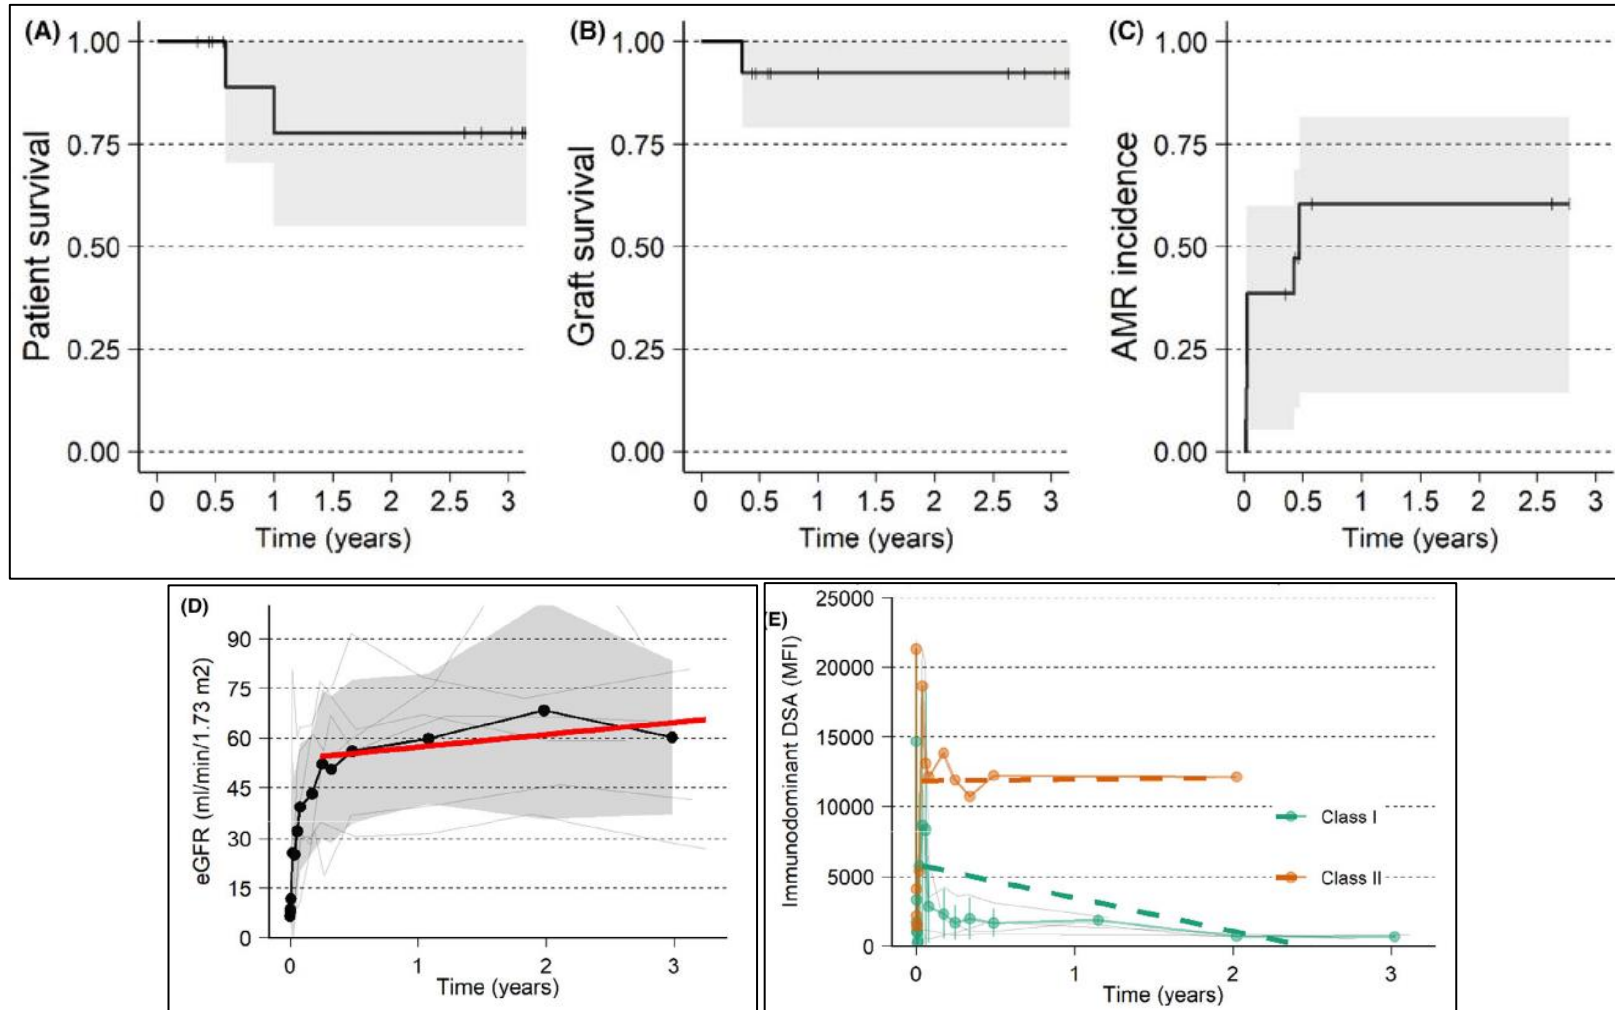 (A)
Patient survival
1.00
0.75
0.50
0.25
0.00
0 0.5 1 1.5 2 2.5 3
Time (years)
(B)
Graft survival
1.00
0.75
0.50
0.25
0.00
0 0.5 1 1.5 2 2.5 3
Time (years)
(C)
AMR incidence
1.00
0.75
0.50
0.25
0.00
0 0.5 1 1.5 2 2.5 3
Time (years)
(D)
eGFR (ml/min/1.73 m2)
90
75
60
45
30
15
0
0 1 2 3
Time (years)
E)
Immunodominant DSA (MFI)
25000
20000
15000
10000
5000
0
0 1 2 3
Time (years)
Class I
Class II